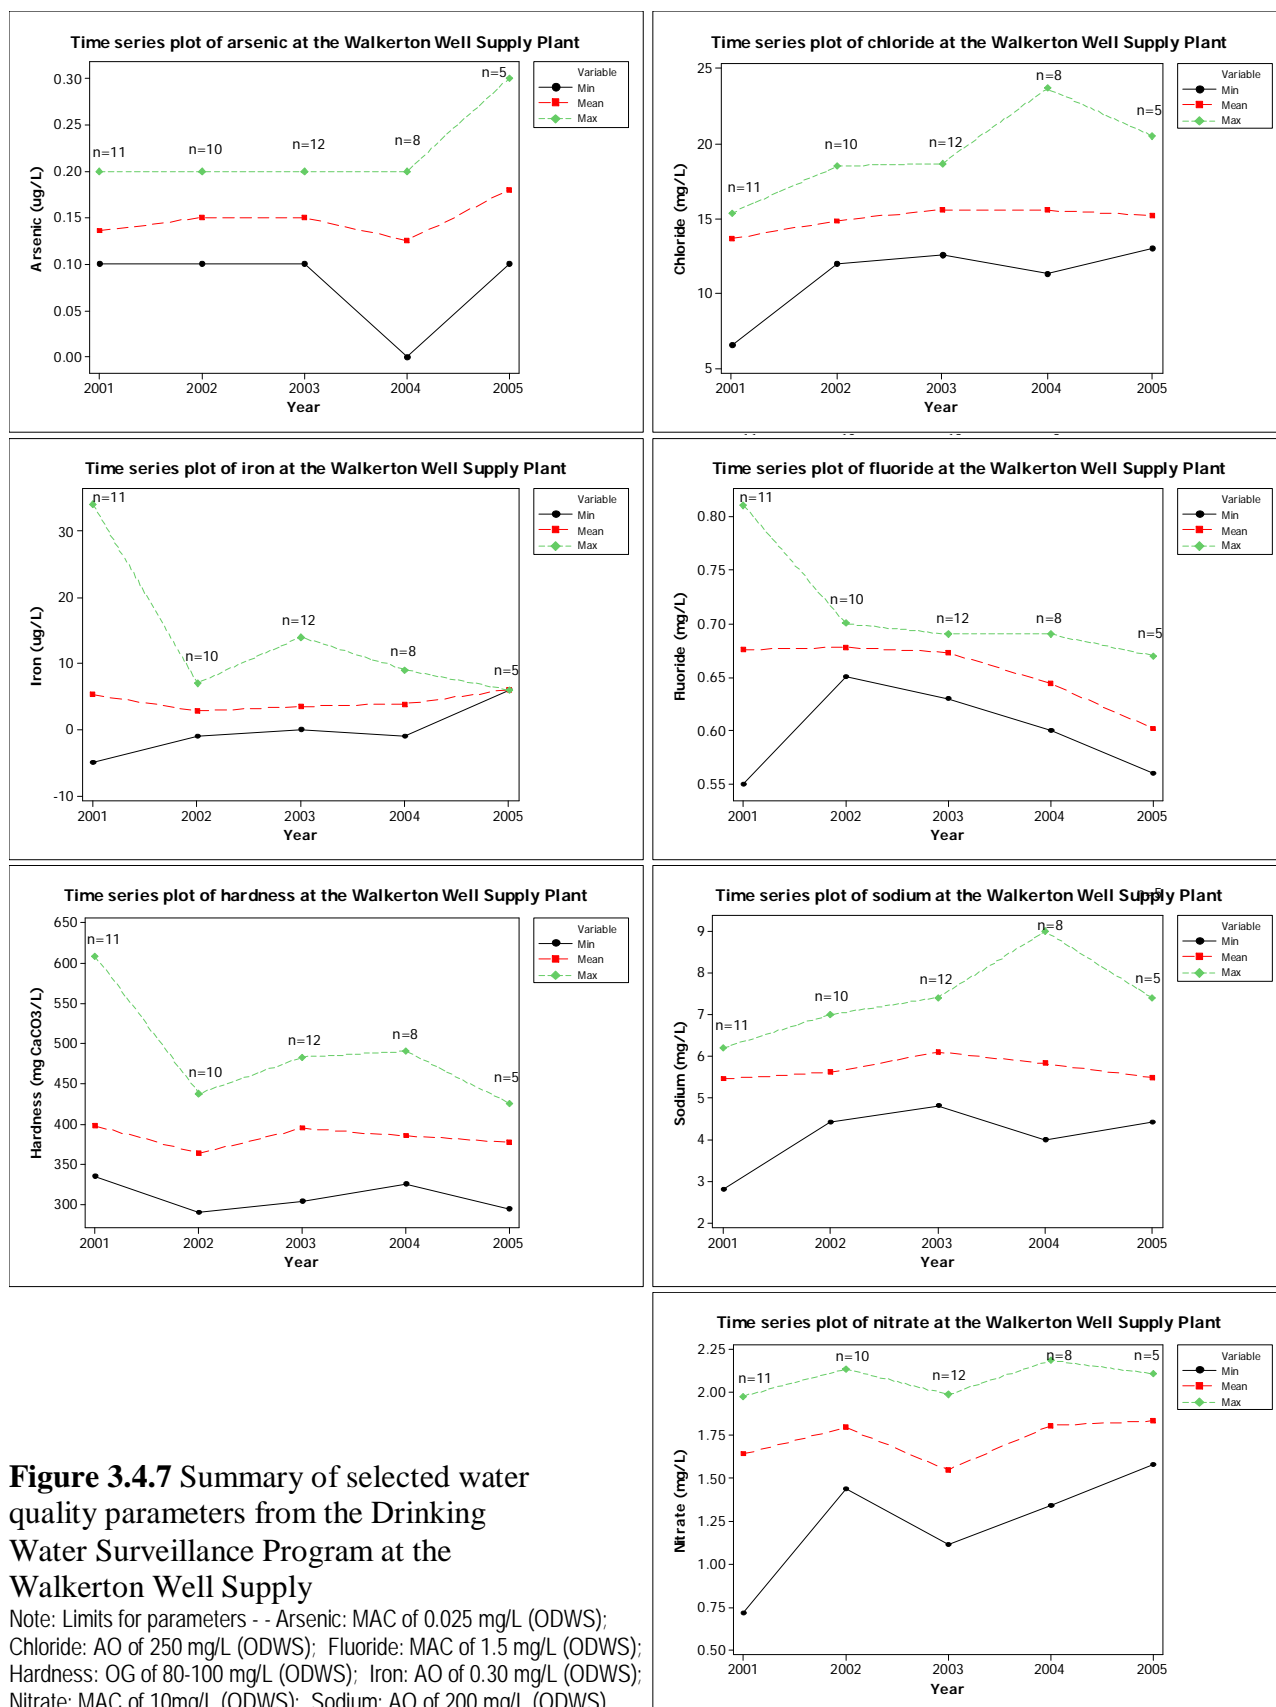 Time series plot of arsenic at the Walkerton Well Supply Plant
0.30
0.25
0.20
0.15
0.10
0.05
0.00
Arsenic (ug/L)
n=11
n=10
n=12
n=8
n=5
2001 2002 2003 2004 2005
Year
Variable
Min
Mean
Max
Time series plot of chloride at the Walkerton Well Supply Plant
25
20
15
10
5
Chloride (mg/L)
n=11
n=10
n=12
n=8
n=5
2001 2002 2003 2004 2005
Year
Variable
Min
Mean
Max
Time series plot of iron at the Walkerton Well Supply Plant
30
20
10
0
-10
Iron (ug/L)
n=11
n=10
n=12
n=8
n=5
2001 2002 2003 2004 2005
Year
Variable
Min
Mean
Max
Time series plot of fluoride at the Walkerton Well Supply Plant
0.80
0.75
0.70
0.65
0.60
0.55
Fluoride (mg/L)
n=11
n=10
n=12
n=8
n=5
2001 2002 2003 2004 2005
Year
Variable
Min
Mean
Max
Time series plot of hardness at the Walkerton Well Supply Plant
650
600
550
500
450
400
350
300
Hardness (mg CaCO3/L)
n=11
n=10
n=12
n=8
n=5
2001 2002 2003 2004 2005
Year
Variable
Min
Mean
Max
Time series plot of sodium at the Walkerton Well Supply Plant
n=5
9
8
7
6
5
4
3
2
Sodium (mg/L)
n=11
n=10
n=12
n=8
n=5
2001 2002 2003 2004 2005
Year
Variable
Min
Mean
Max
Time series plot of nitrate at the Walkerton Well Supply Plant
2.25
2.00
1.75
1.50
1.25
1.00
0.75
0.50
Nitrate (mg/L)
n=11
n=10
n=12
n=8
n=5
2001 2002 2003 2004 2005
Year
Variable
Min
Mean
Max
Figure 3.4.7 Summary of selected water
quality parameters from the Drinking
Water Surveillance Program at the
Walkerton Well Supply
Note: Limits for parameters - - Arsenic: MAC of 0.025 mg/L (ODWS);
Chloride: AO of 250 mg/L (ODWS); Fluoride: MAC of 1.5 mg/L (ODWS);
Hardness: OG of 80-100 mg/L (ODWS); Iron: AO of 0.30 mg/L (ODWS);
Nitrate: MAC of 10mg/L (ODWS); Sodium: AO of 200 mg/L (ODWS)